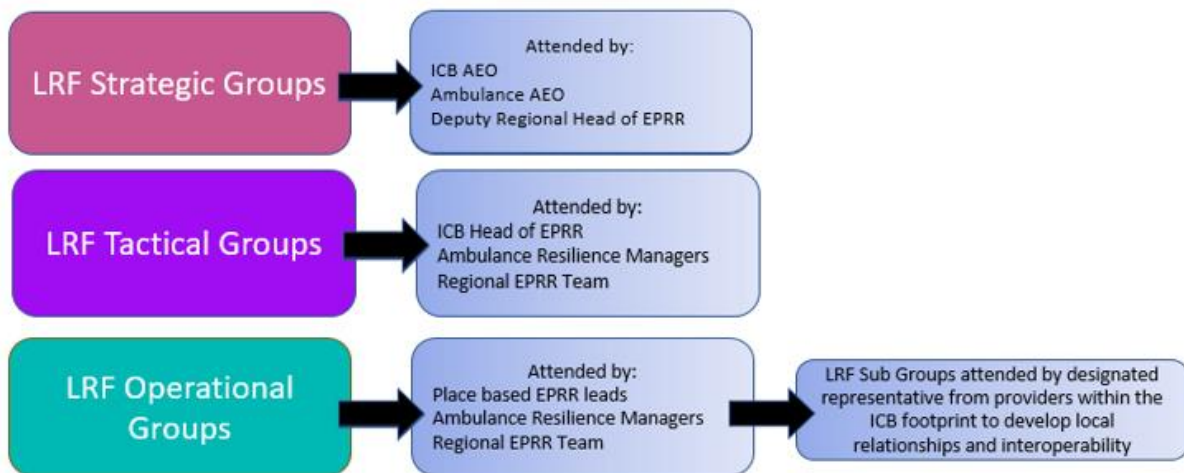 LRF Strategic Groups
Attended by:
ICB AEO
Ambulance AEO
Deputy Regional Head of EPRR
LRF Tactical Groups
Attended by:
ICB Head of EPRR
Ambulance Resilience Managers
Regional EPRR Team
LRF Operational
Groups
Attended by:
Place based EPRR leads
Ambulance Resilience Managers
Regional EPRR Team
LRF Sub Groups attended by designated
representative from providers within the
ICB footprint to develop local
relationships and interoperability